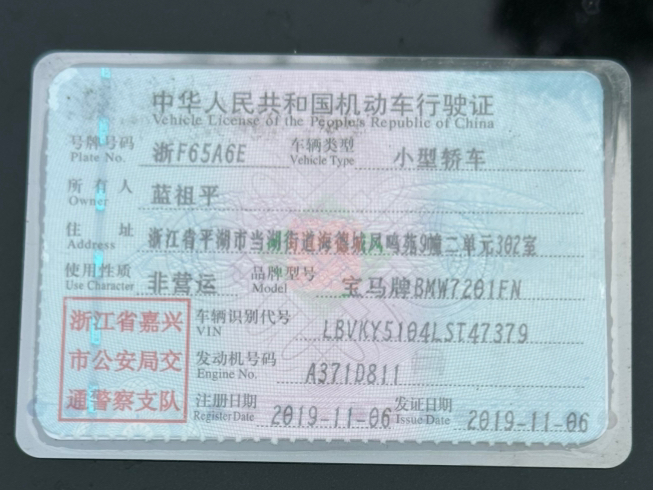 中华人民共和国机动车行驶证
Vehicle License of the People's Republic of China
号牌号码 浙F65A6E 车辆类型 小型轿车
Plate No. Vehicle Type
所有人 蓝祖平
Owner
住址 浙江省平湖市当湖街道海德城凤鸣苑9幢二单元302室
Address
使用性质 非营运 品牌型号 宝马牌BMW7201FN
Use Character Model
浙江省嘉兴
市公安局交
通警察支队
车辆识别代号 LBVKY5104LST47379
VIN
发动机号码 A371D811
Engine No.
注册日期 2019-11-06 发证日期 2019-11-06
Register Date Issue Date